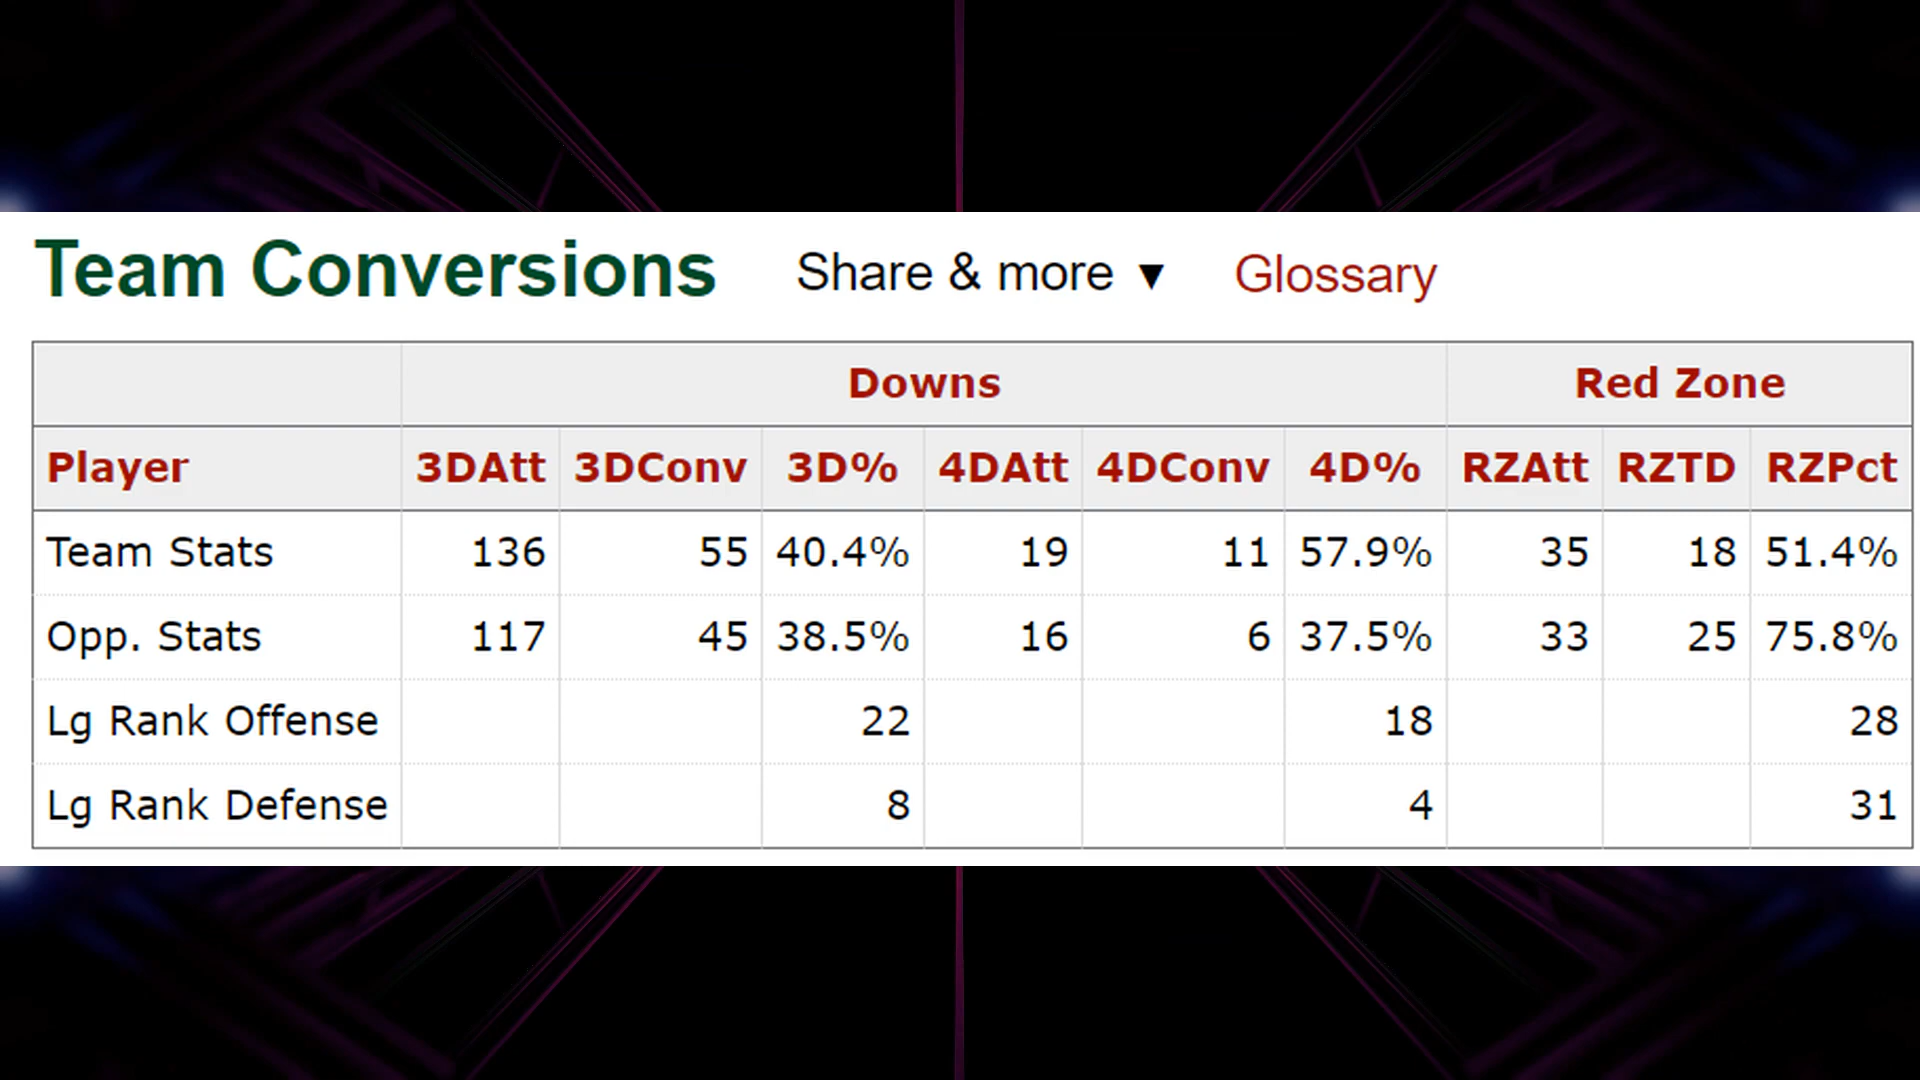 Team Conversions Share & more ▼ Glossary
Downs Red Zone
Player 3DAtt 3DConv 3D% 4DAtt 4DConv 4D% RZAtt RZTD RZPct
Team Stats 136 55 40.4% 19 11 57.9% 35 18 51.4%
Opp. Stats 117 45 38.5% 16 6 37.5% 33 25 75.8%
Lg Rank Offense 22 18 28
Lg Rank Defense 8 4 31